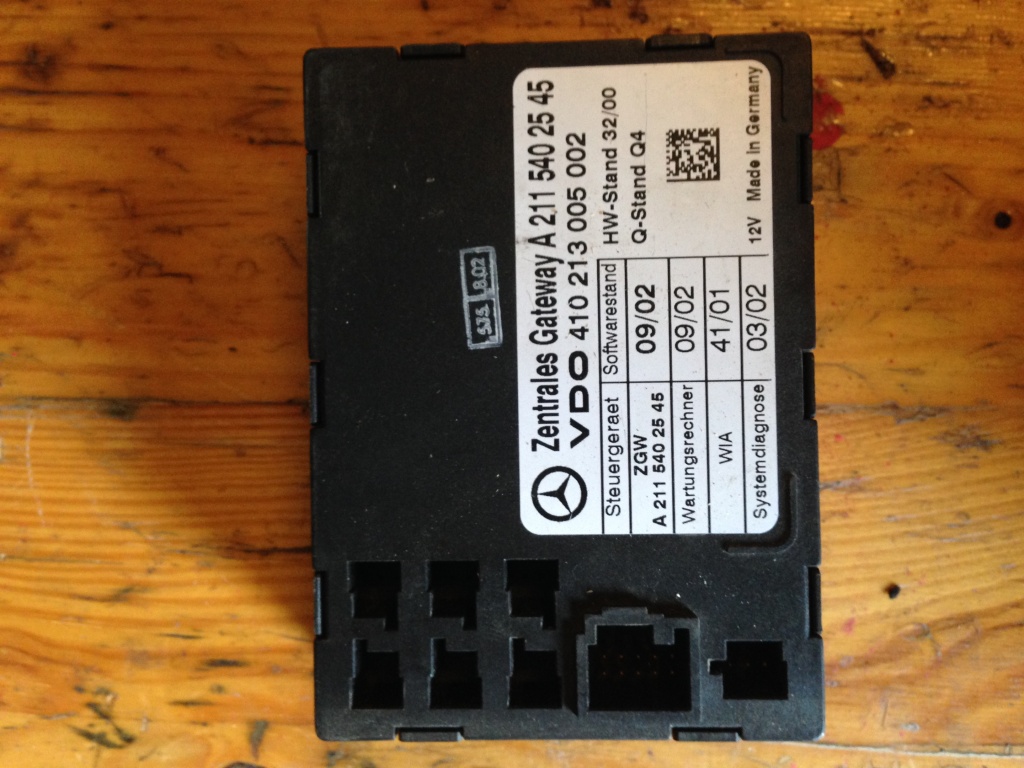 Zentrales Gateway A 211 540 25 45
VDO 410 213 005 002
Steuergeraet Softwarestand HW-Stand 32/00
ZGW
A 211 540 25 45 09/02 Q-Stand Q4
Wartungsrechner 09/02
WIA 41/01
Systemdiagnose 03/02 12V Made in Germany
8.02